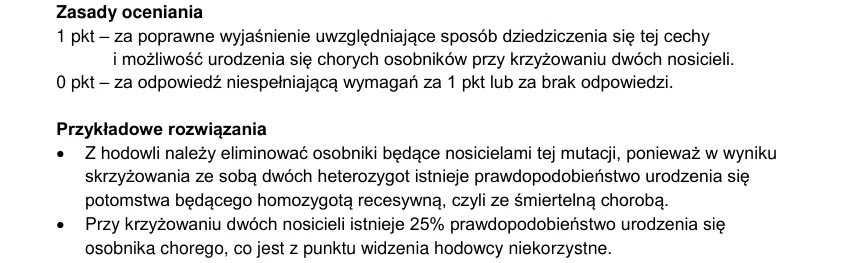 Zasady oceniania
1 pkt – za poprawne wyjaśnienie uwzględniające sposób dziedziczenia się tej cechy
i możliwość urodzenia się chorych osobników przy krzyżowaniu dwóch nosicieli.
0 pkt – za odpowiedź niespełniającą wymagań za 1 pkt lub za brak odpowiedzi.
Przykładowe rozwiązania
• Z hodowli należy eliminować osobniki będące nosicielami tej mutacji, ponieważ w wyniku
skrzyżowania ze sobą dwóch heterozygot istnieje prawdopodobieństwo urodzenia się
potomstwa będącego homozygotą recesywną, czyli ze śmiertelną chorobą.
• Przy krzyżowaniu dwóch nosicieli istnieje 25% prawdopodobieństwo urodzenia się
osobnika chorego, co jest z punktu widzenia hodowcy niekorzystne.